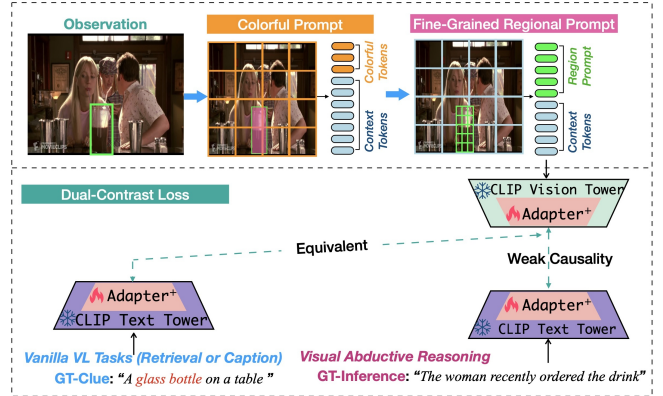 Observation
Colorful Prompt
Fine-Grained Regional Prompt
Colorful
Tokens
Context
Tokens
Region
Prompt
Context
Tokens
MOVIECLIPS
Dual-Contrast Loss
CLIP Vision Tower
Adapter+
Equivalent
Weak Causality
Adapter+
CLIP Text Tower
Adapter+
CLIP Text Tower
Vanilla VL Tasks (Retrieval or Caption)
GT-Clue: “A glass bottle on a table ”
Visual Abductive Reasoning
GT-Inference: “The woman recently ordered the drink”